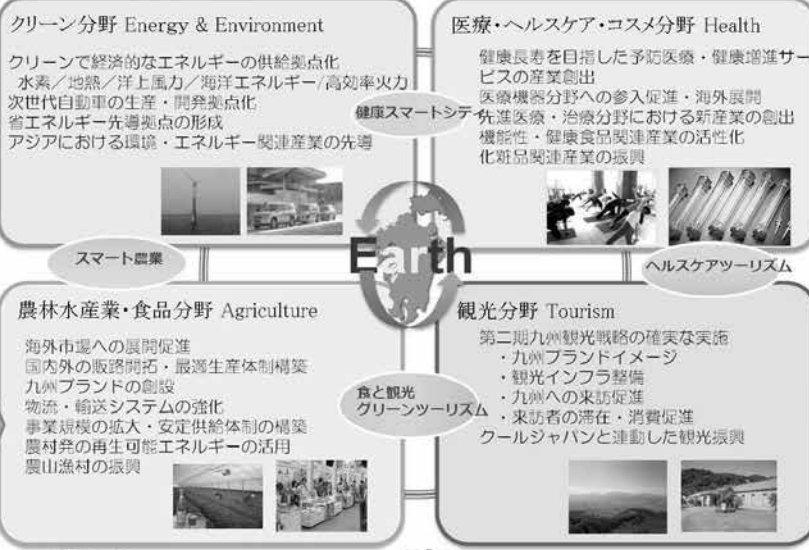 クリーン分野 Energy & Environment
クリーンで経済的なエネルギーの供給拠点化
水素／地熱／洋上風力／海洋エネルギー/高効率火力
次世代自動車の生産・開発拠点化
省エネルギー先導拠点の形成
アジアにおける環境・エネルギー関連産業の先導
医療・ヘルスケア・コスメ分野 Health
健康長寿を目指した予防医療・健康増進サー
ビスの産業創出
医療機器分野への参入促進・海外展開
先進医療・治療分野における新産業の創出
機能性・健康食品関連産業の活性化
化粧品関連産業の振興
健康スマートシティ
スマート農業
Earth
ヘルスケアツーリズム
農林水産業・食品分野 Agriculture
海外市場への展開促進
国内外の販路開拓・最適生産体制構築
九州ブランドの創設
物流・輸送システムの強化
事業規模の拡大・安定供給体制の構築
農村発の再生可能エネルギーの活用
農山漁村の振興
食と観光
グリーンツーリズム
観光分野 Tourism
第二期九州観光戦略の確実な実施
・九州ブランドイメージ
・観光インフラ整備
・九州への来訪促進
・来訪者の滞在・消費促進
クールジャパンと連動した観光振興